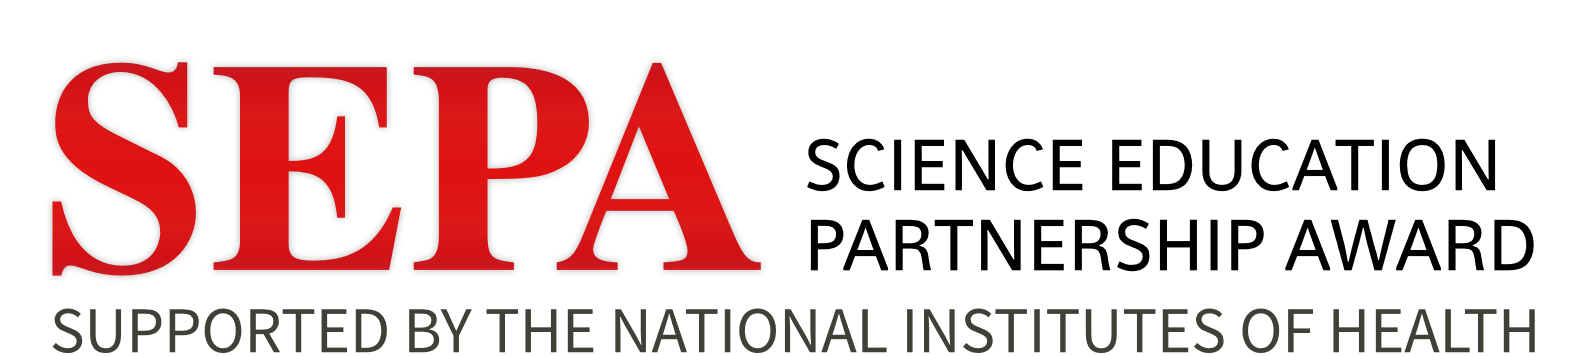 SEPA
SCIENCE EDUCATION
PARTNERSHIP AWARD
SUPPORTED BY THE NATIONAL INSTITUTES OF HEALTH